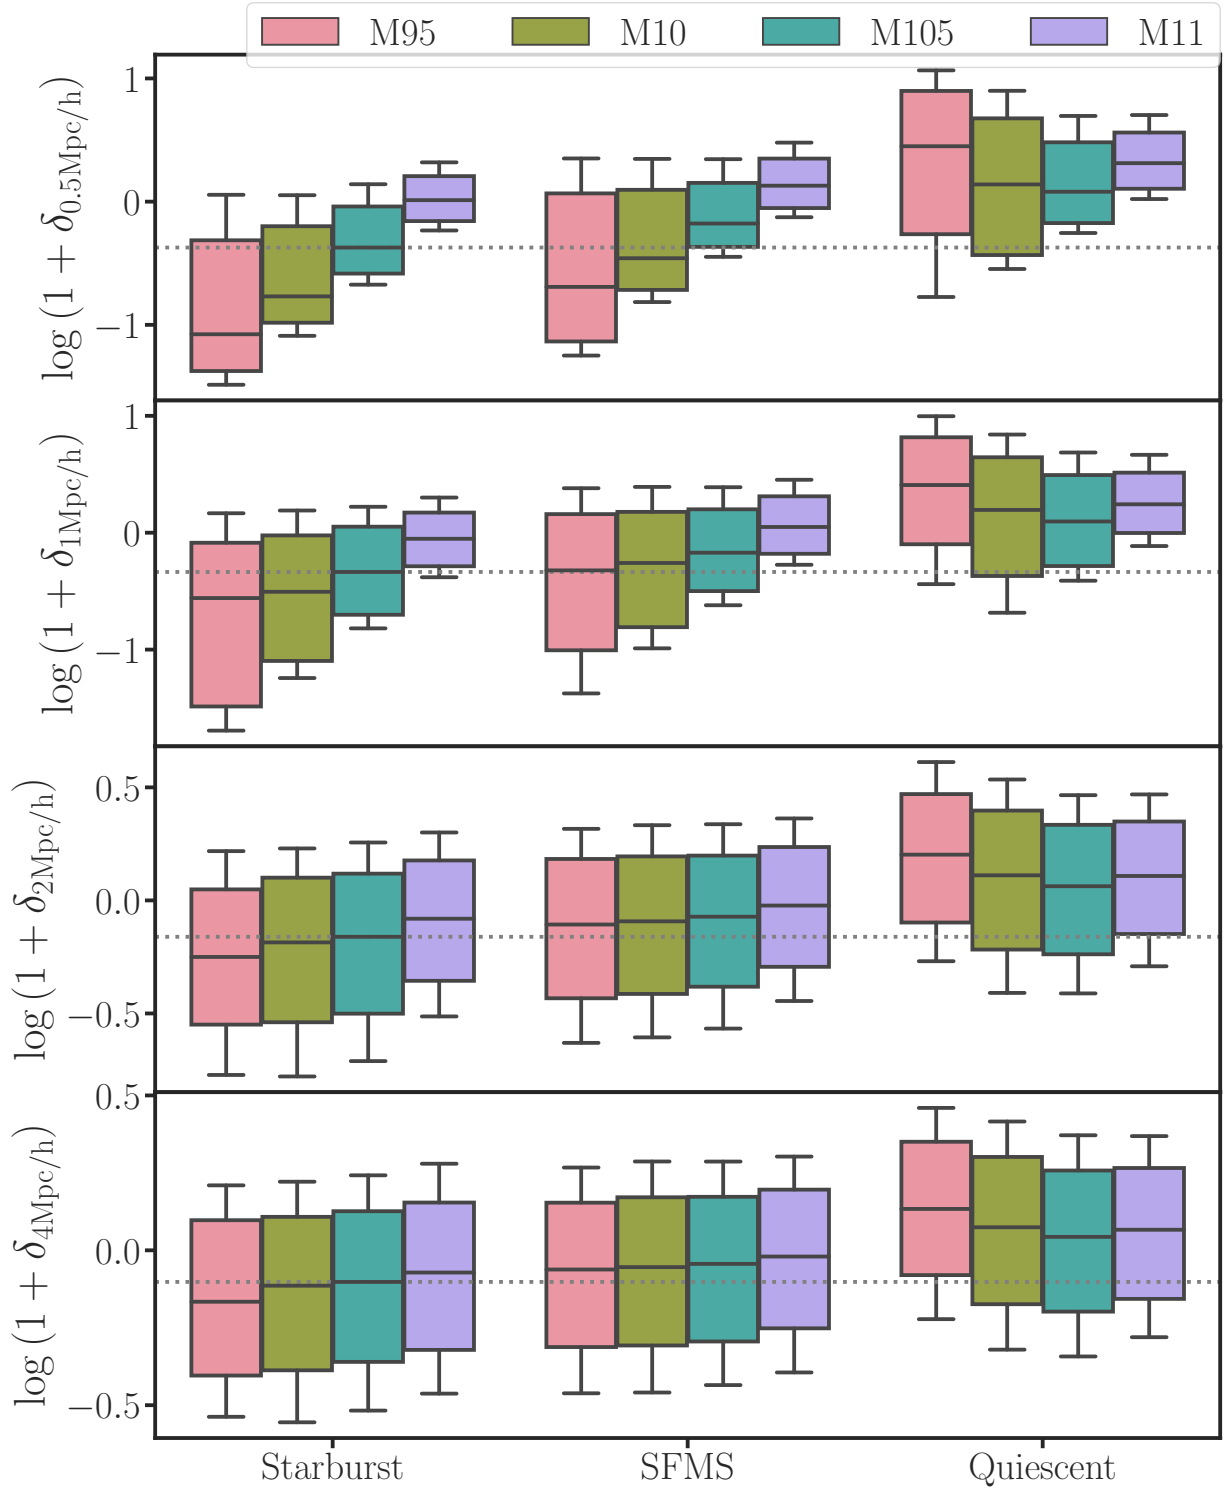 M95 M10 M105 M11
log (1 + δ0.5Mpc/h)
1
0
−1
log (1 + δ1Mpc/h)
1
0
−1
log (1 + δ2Mpc/h)
0.5
0.0
−0.5
log (1 + δ4Mpc/h)
0.5
0.0
−0.5
Starburst SFMS Quiescent